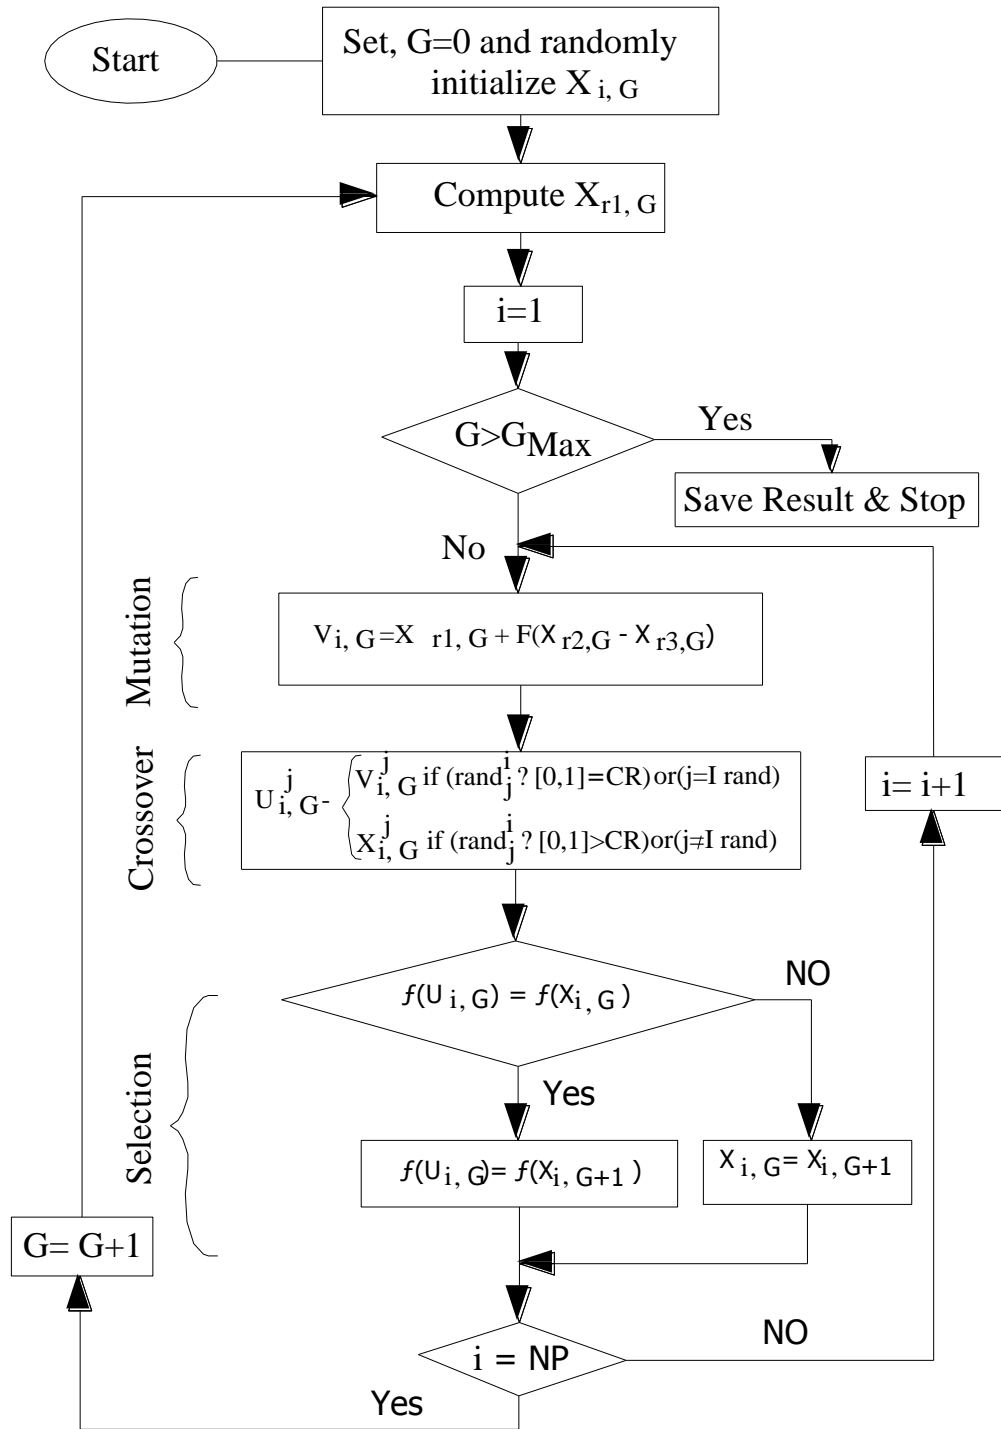 Start
Set, G=0 and randomly
initialize X i, G
Compute X r1, G
i=1
G>G Max
Yes
Save Result & Stop
No
Mutation
V i, G =X r1, G + F(X r2,G - X r3,G)
Crossover
U j i, G - V j i, G if (rand i j ? [0,1]=CR)or(j=I rand)
X j i, G if (rand i j ? [0,1]>CR)or(j≠I rand)
i= i+1
Selection
f(U i, G) = f(X i, G)
NO
Yes
f(U i, G)= f(X i, G+1 )
X i, G= X i, G+1
G= G+1
i = NP
NO
Yes